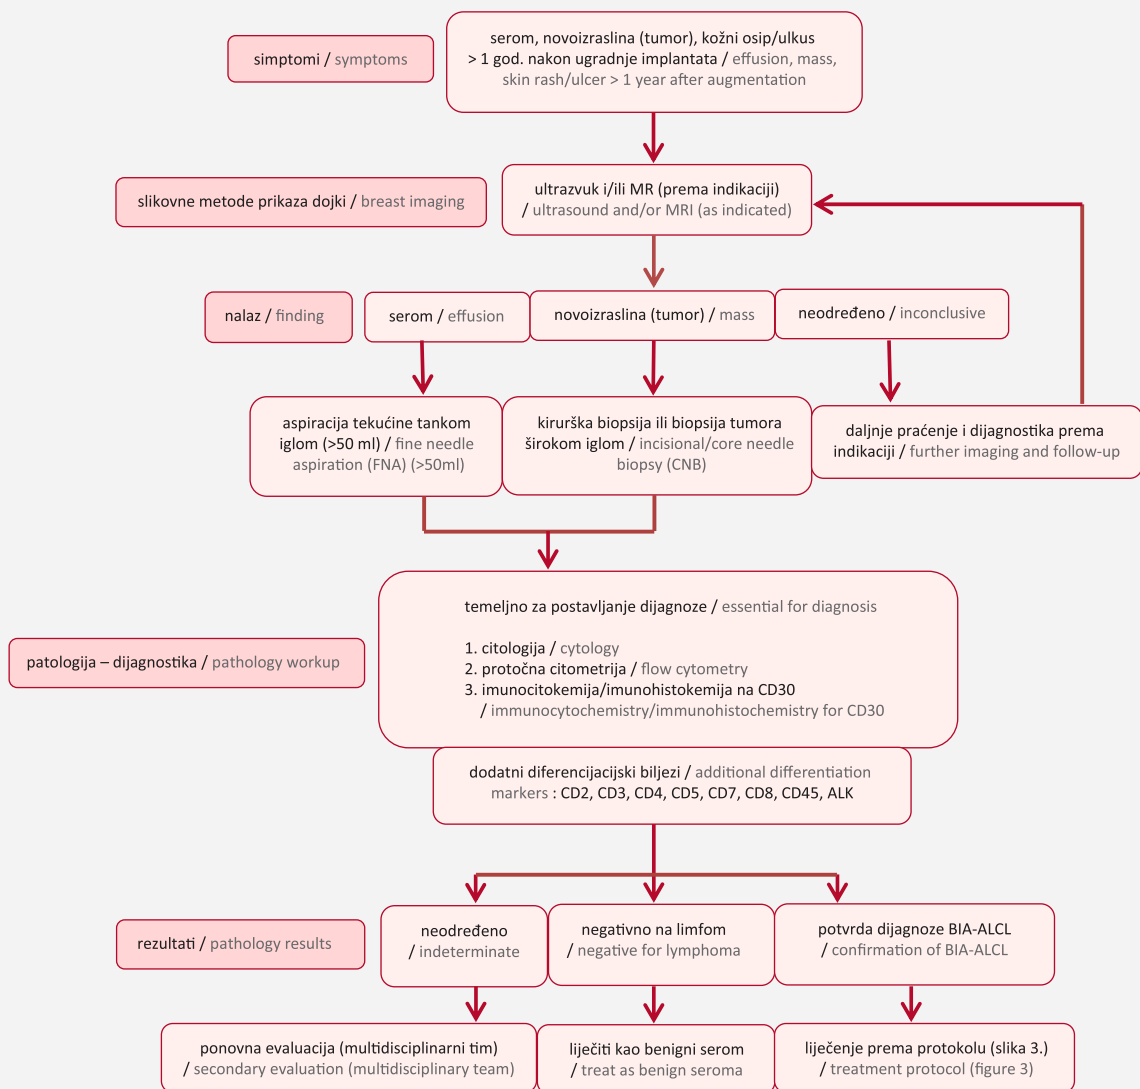 simptomi / symptoms
serom, novoizraslina (tumor), kožni osip/ulkus
> 1 god. nakon ugradnje implantata / effusion, mass,
skin rash/ulcer > 1 year after augmentation
slikovne metode prikaza dojki / breast imaging
ultrazvuk i/ili MR (prema indikaciji)
/ ultrasound and/or MRI (as indicated)
nalaz / finding
serom / effusion
novoizraslina (tumor) / mass
neodređeno / inconclusive
aspiracija tekućine tankom
iglom (>50 ml) / fine needle
aspiration (FNA) (>50ml)
kirurška biopsija ili biopsija tumora
širokom iglom / incisional/core needle
biopsy (CNB)
daljnje praćenje i dijagnostika prema
indikaciji / further imaging and follow-up
patologija – dijagnostika / pathology workup
temeljno za postavljanje dijagnoze / essential for diagnosis
1. citologija / cytology
2. protočna citometrija / flow cytometry
3. imunocitokemija/imunohistokemija na CD30
/ immunocytochemistry/immunohistochemistry for CD30
dodatni diferencijacijski biljezi / additional differentiation
markers : CD2, CD3, CD4, CD5, CD7, CD8, CD45, ALK
rezultati / pathology results
neodređeno
/ indeterminate
negativno na limfom
/ negative for lymphoma
potvrda dijagnoze BIA-ALCL
/ confirmation of BIA-ALCL
ponovna evaluacija (multidisciplinarni tim)
/ secondary evaluation (multidisciplinary team)
liječiti kao benigni serom
/ treat as benign seroma
liječenje prema protokolu (slika 3.)
/ treatment protocol (figure 3)